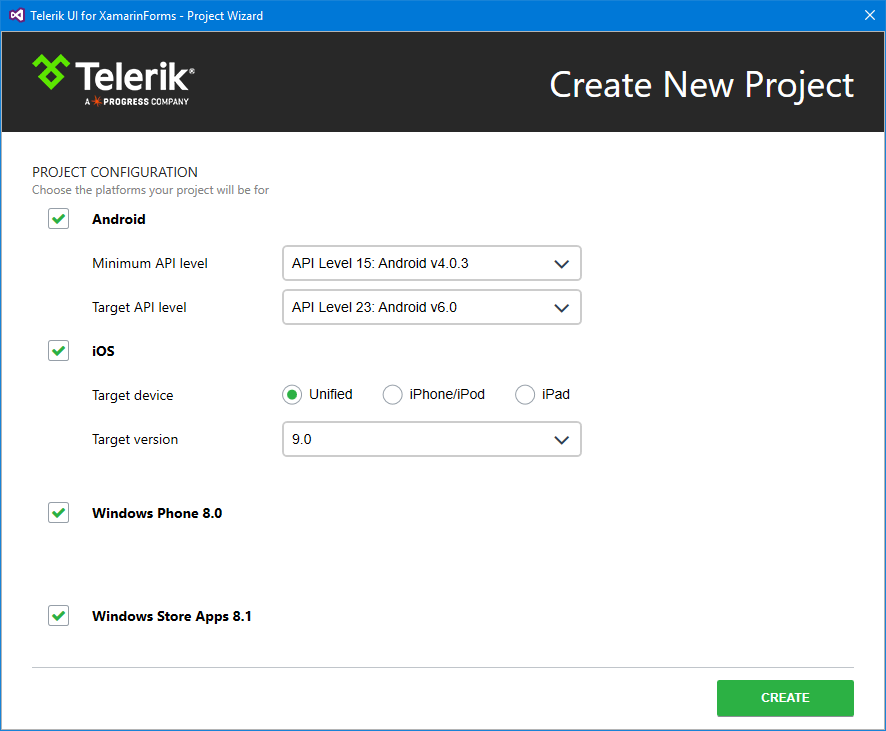 Telerik UI for XamarinForms - Project Wizard
Telerik®
A PROGRESS COMPANY
Create New Project
PROJECT CONFIGURATION
Choose the platforms your project will be for
Android
Minimum API level API Level 15: Android v4.0.3
Target API level API Level 23: Android v6.0
iOS
Target device Unified iPhone/iPod iPad
Target version 9.0
Windows Phone 8.0
Windows Store Apps 8.1
CREATE